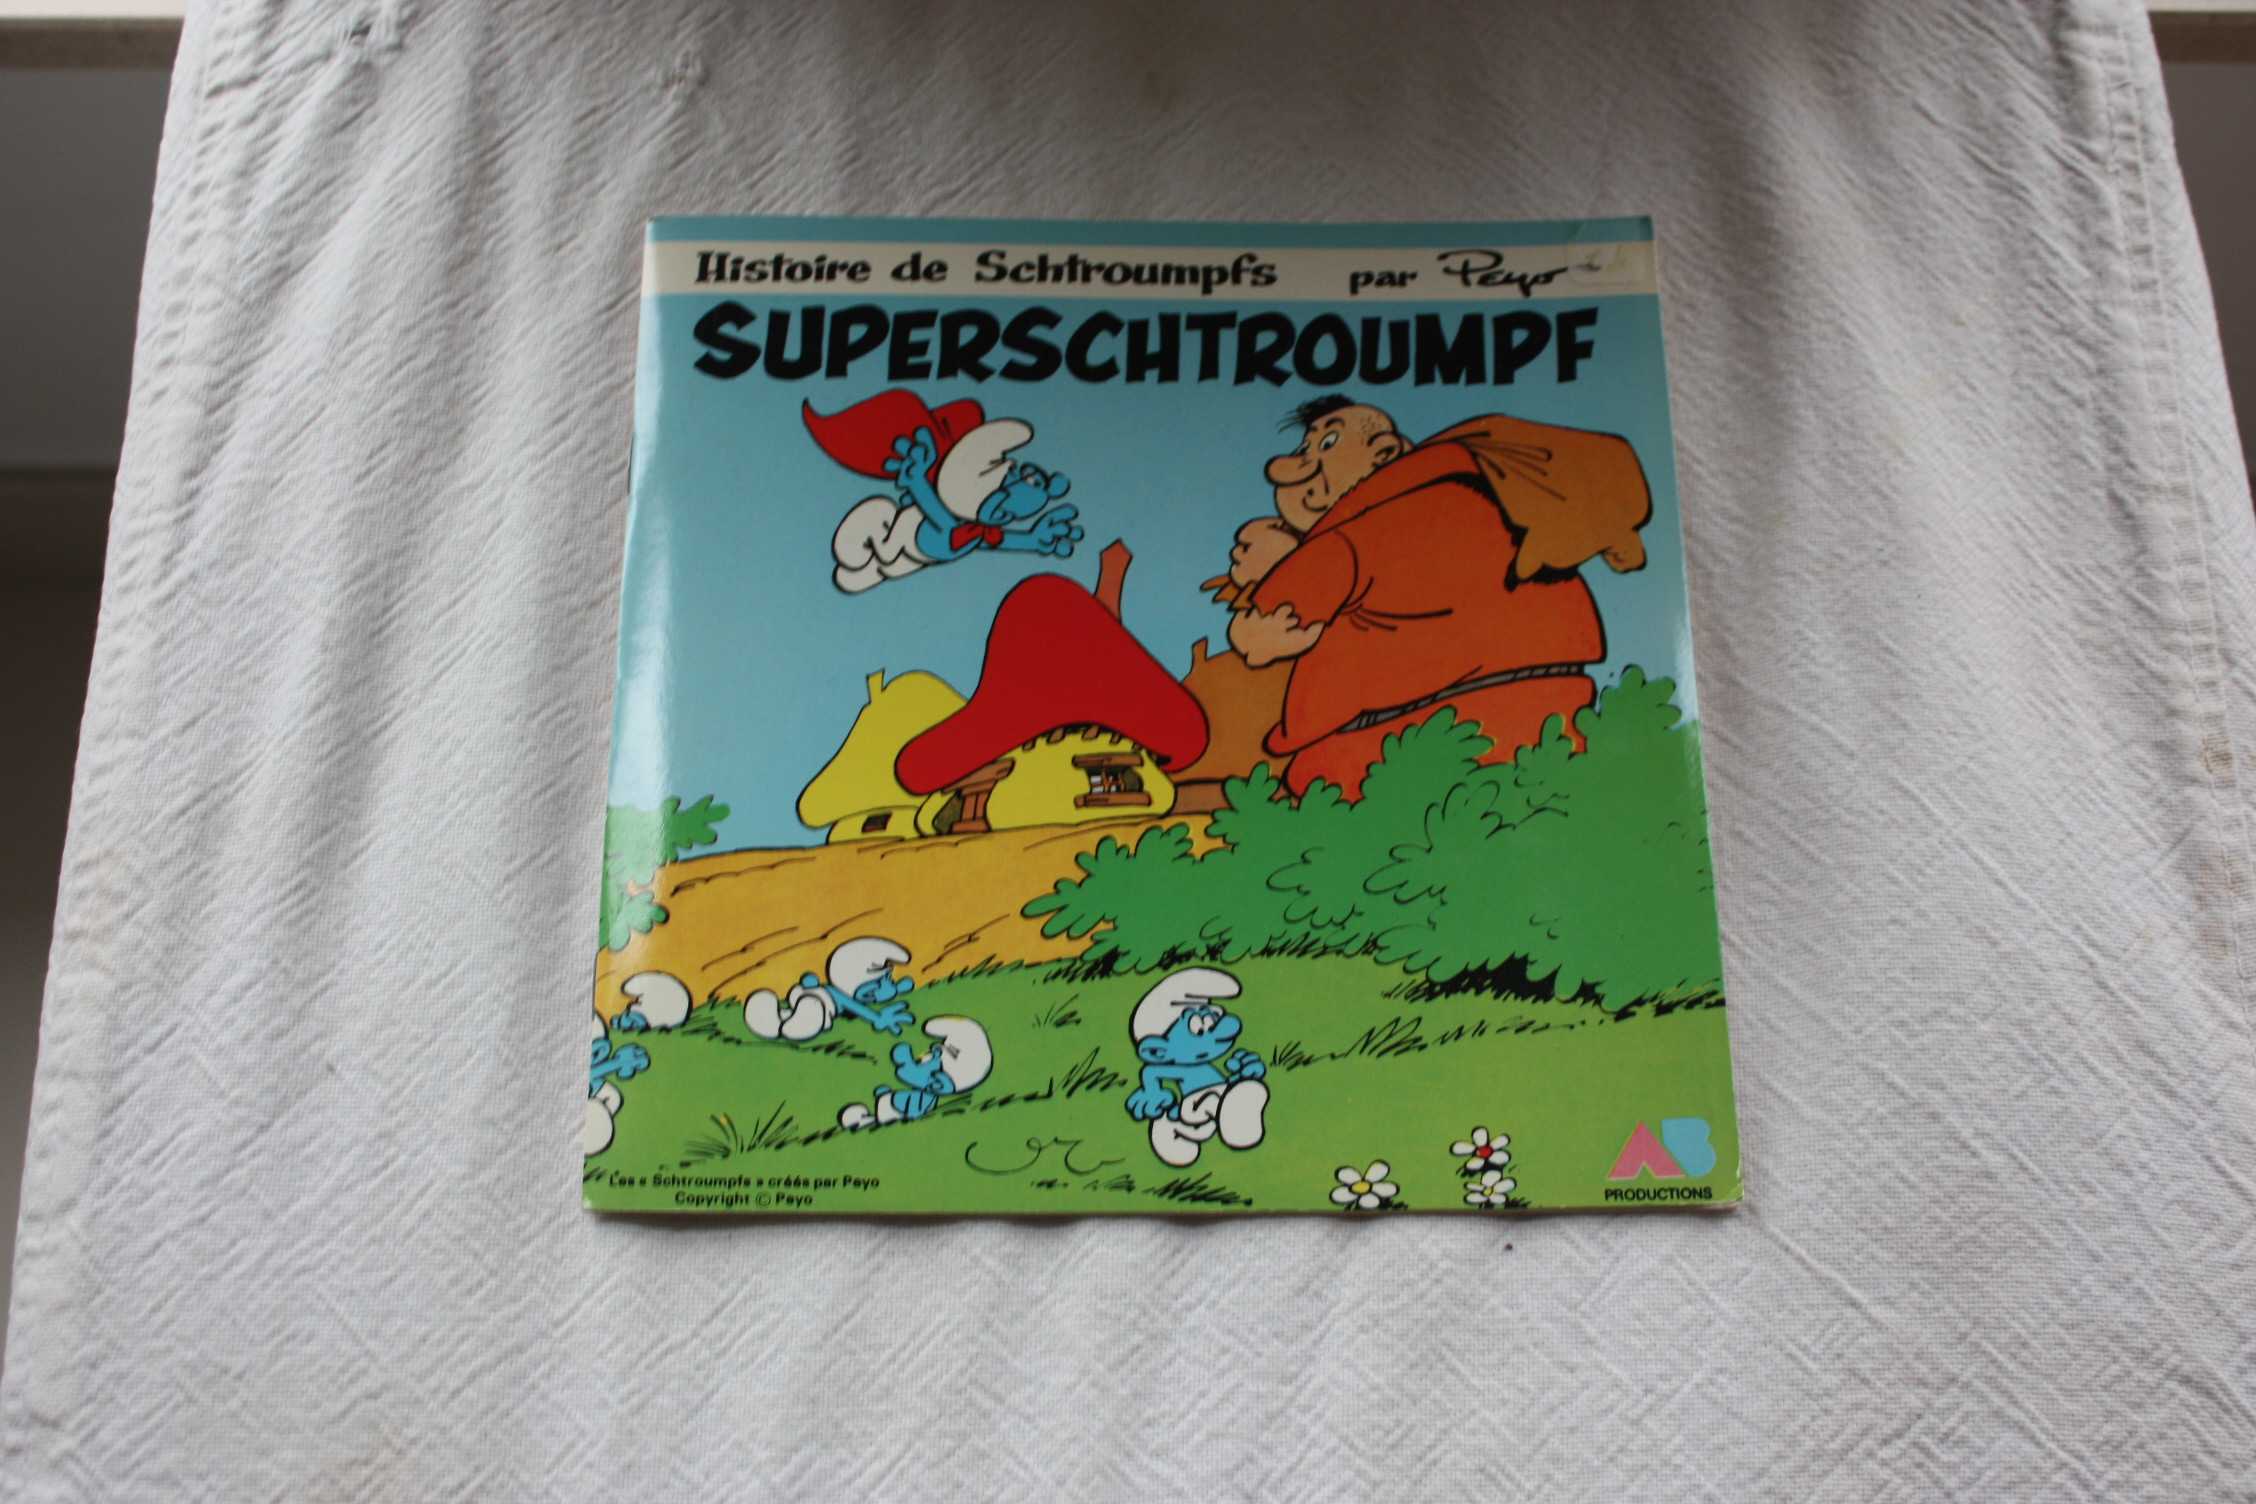 Histoire de Schtroumpfs par Peyo
SUPERSCHTROUMPF
Les « Schtroumpfs » créés par Peyo
Copyright © Peyo
AB
PRODUCTIONS